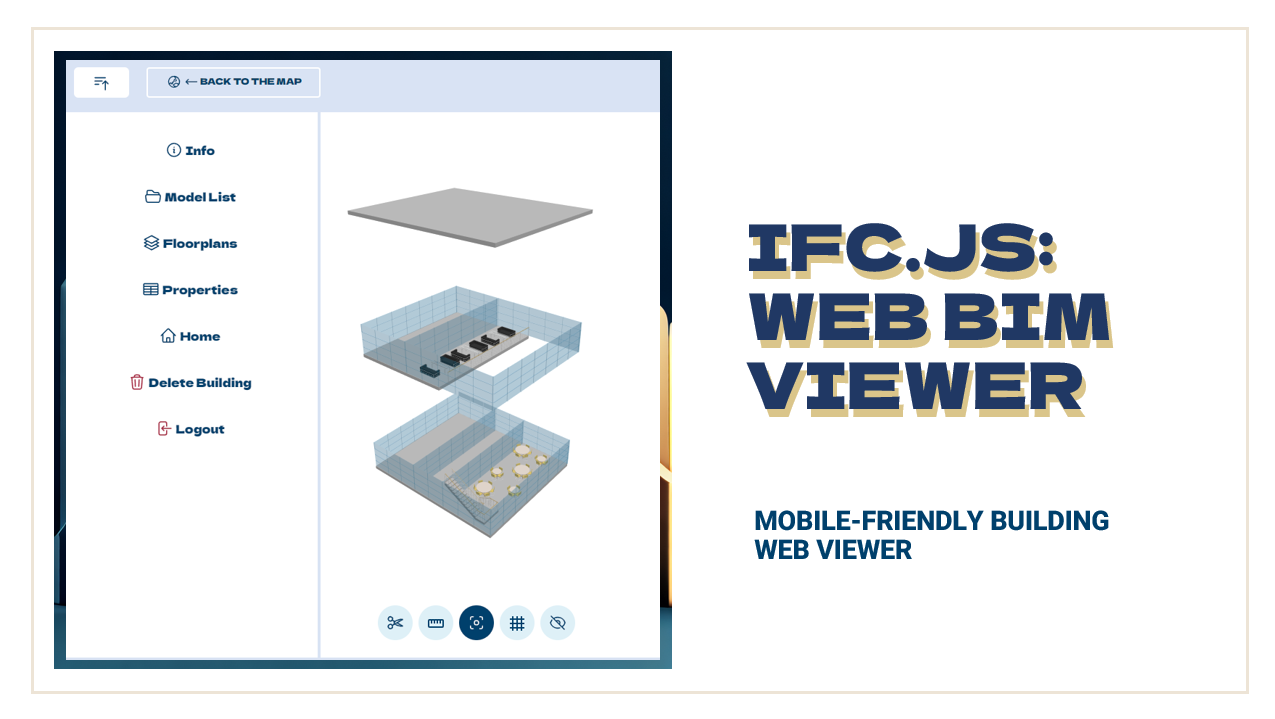 ← BACK TO THE MAP
Info
Model List
Floorplans
Properties
Home
Delete Building
Logout
IFC.JS:
WEB BIM
VIEWER
MOBILE-FRIENDLY BUILDING
WEB VIEWER